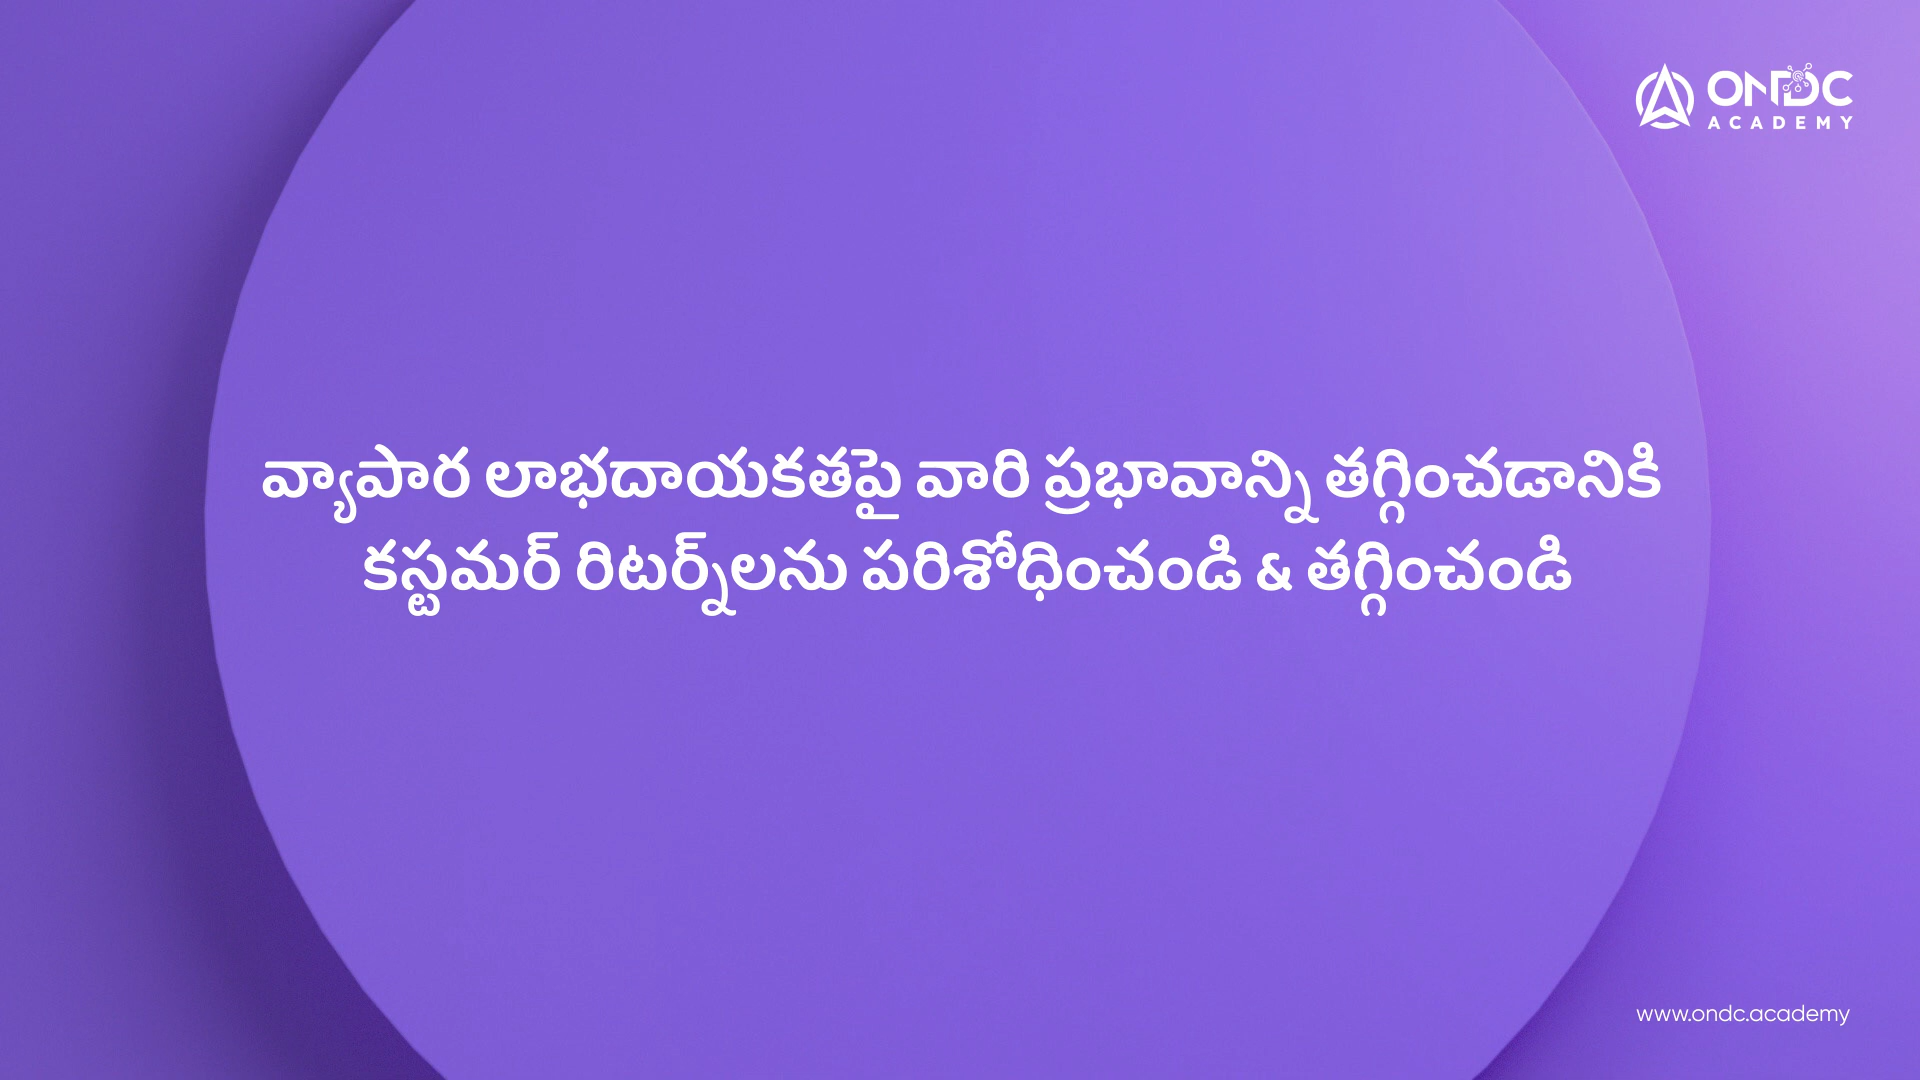 ONDC
ACADEMY
వ్యాపార లాభదాయకతపై వారి ప్రభావాన్ని తగ్గించడానికి
కస్టమర్ రిటర్న్‌లను పరిశోధించండి & తగ్గించండి
www.ondc.academy